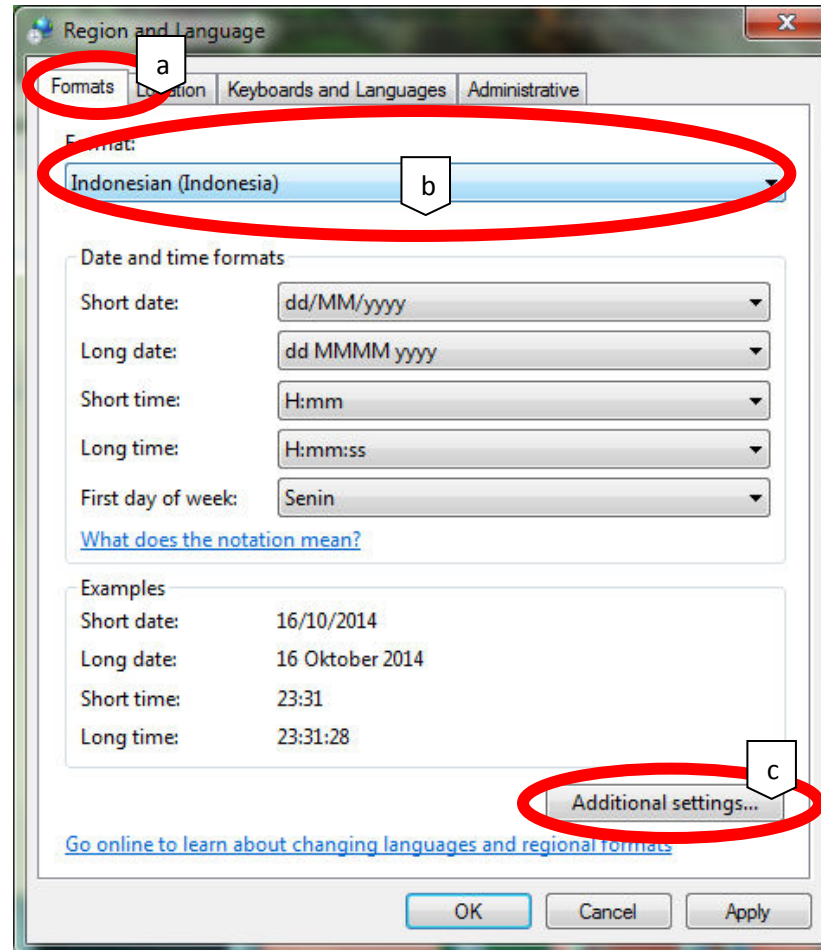 Region and Language
a
Formats Location Keyboards and Languages Administrative
Format:
Indonesian (Indonesia)
b
Date and time formats
Short date: dd/MM/yyyy
Long date: dd MMMM yyyy
Short time: H:mm
Long time: H:mm:ss
First day of week: Senin
What does the notation mean?
Examples
Short date: 16/10/2014
Long date: 16 Oktober 2014
Short time: 23:31
Long time: 23:31:28
c
Additional settings...
Go online to learn about changing languages and regional formats
OK Cancel Apply